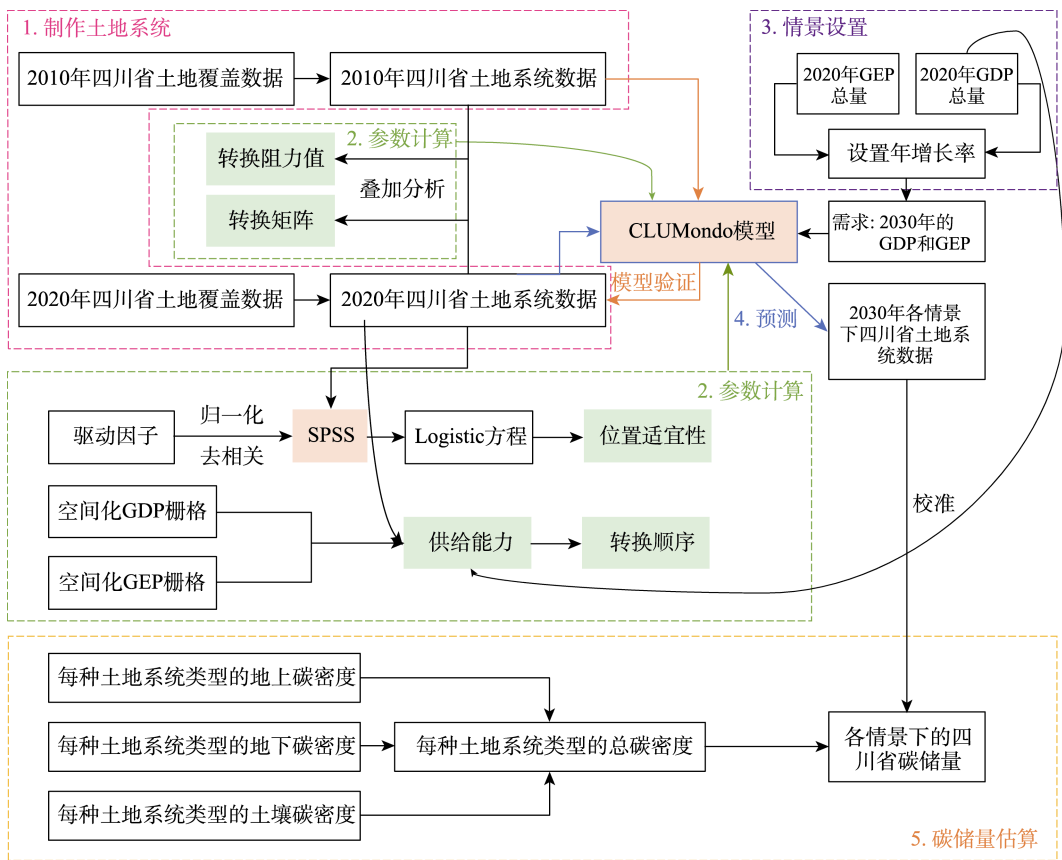 1. 制作土地系统
2010年四川省土地覆盖数据
2010年四川省土地系统数据
3. 情景设置
2020年GEP
总量
2020年GDP
总量
设置年增长率
2. 参数计算
转换阻力值
叠加分析
转换矩阵
CLUMondo模型
需求: 2030年的
GDP和GEP
2020年四川省土地覆盖数据
2020年四川省土地系统数据
模型验证
4. 预测
2030年各情景
下四川省土地系
统数据
2. 参数计算
驱动因子
归一化
去相关
SPSS
Logistic方程
位置适宜性
空间化GDP栅格
空间化GEP栅格
供给能力
转换顺序
校准
每种土地系统类型的地上碳密度
每种土地系统类型的地下碳密度
每种土地系统类型的土壤碳密度
每种土地系统类型的总碳密度
各情景下的四
川省碳储量
5. 碳储量估算